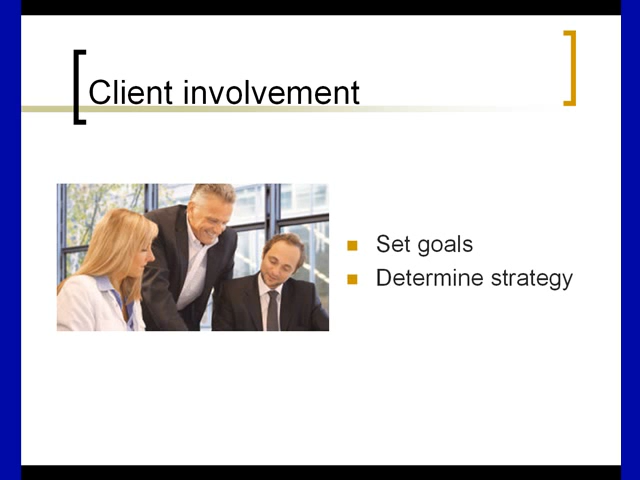 Client involvement
Set goals
Determine strategy